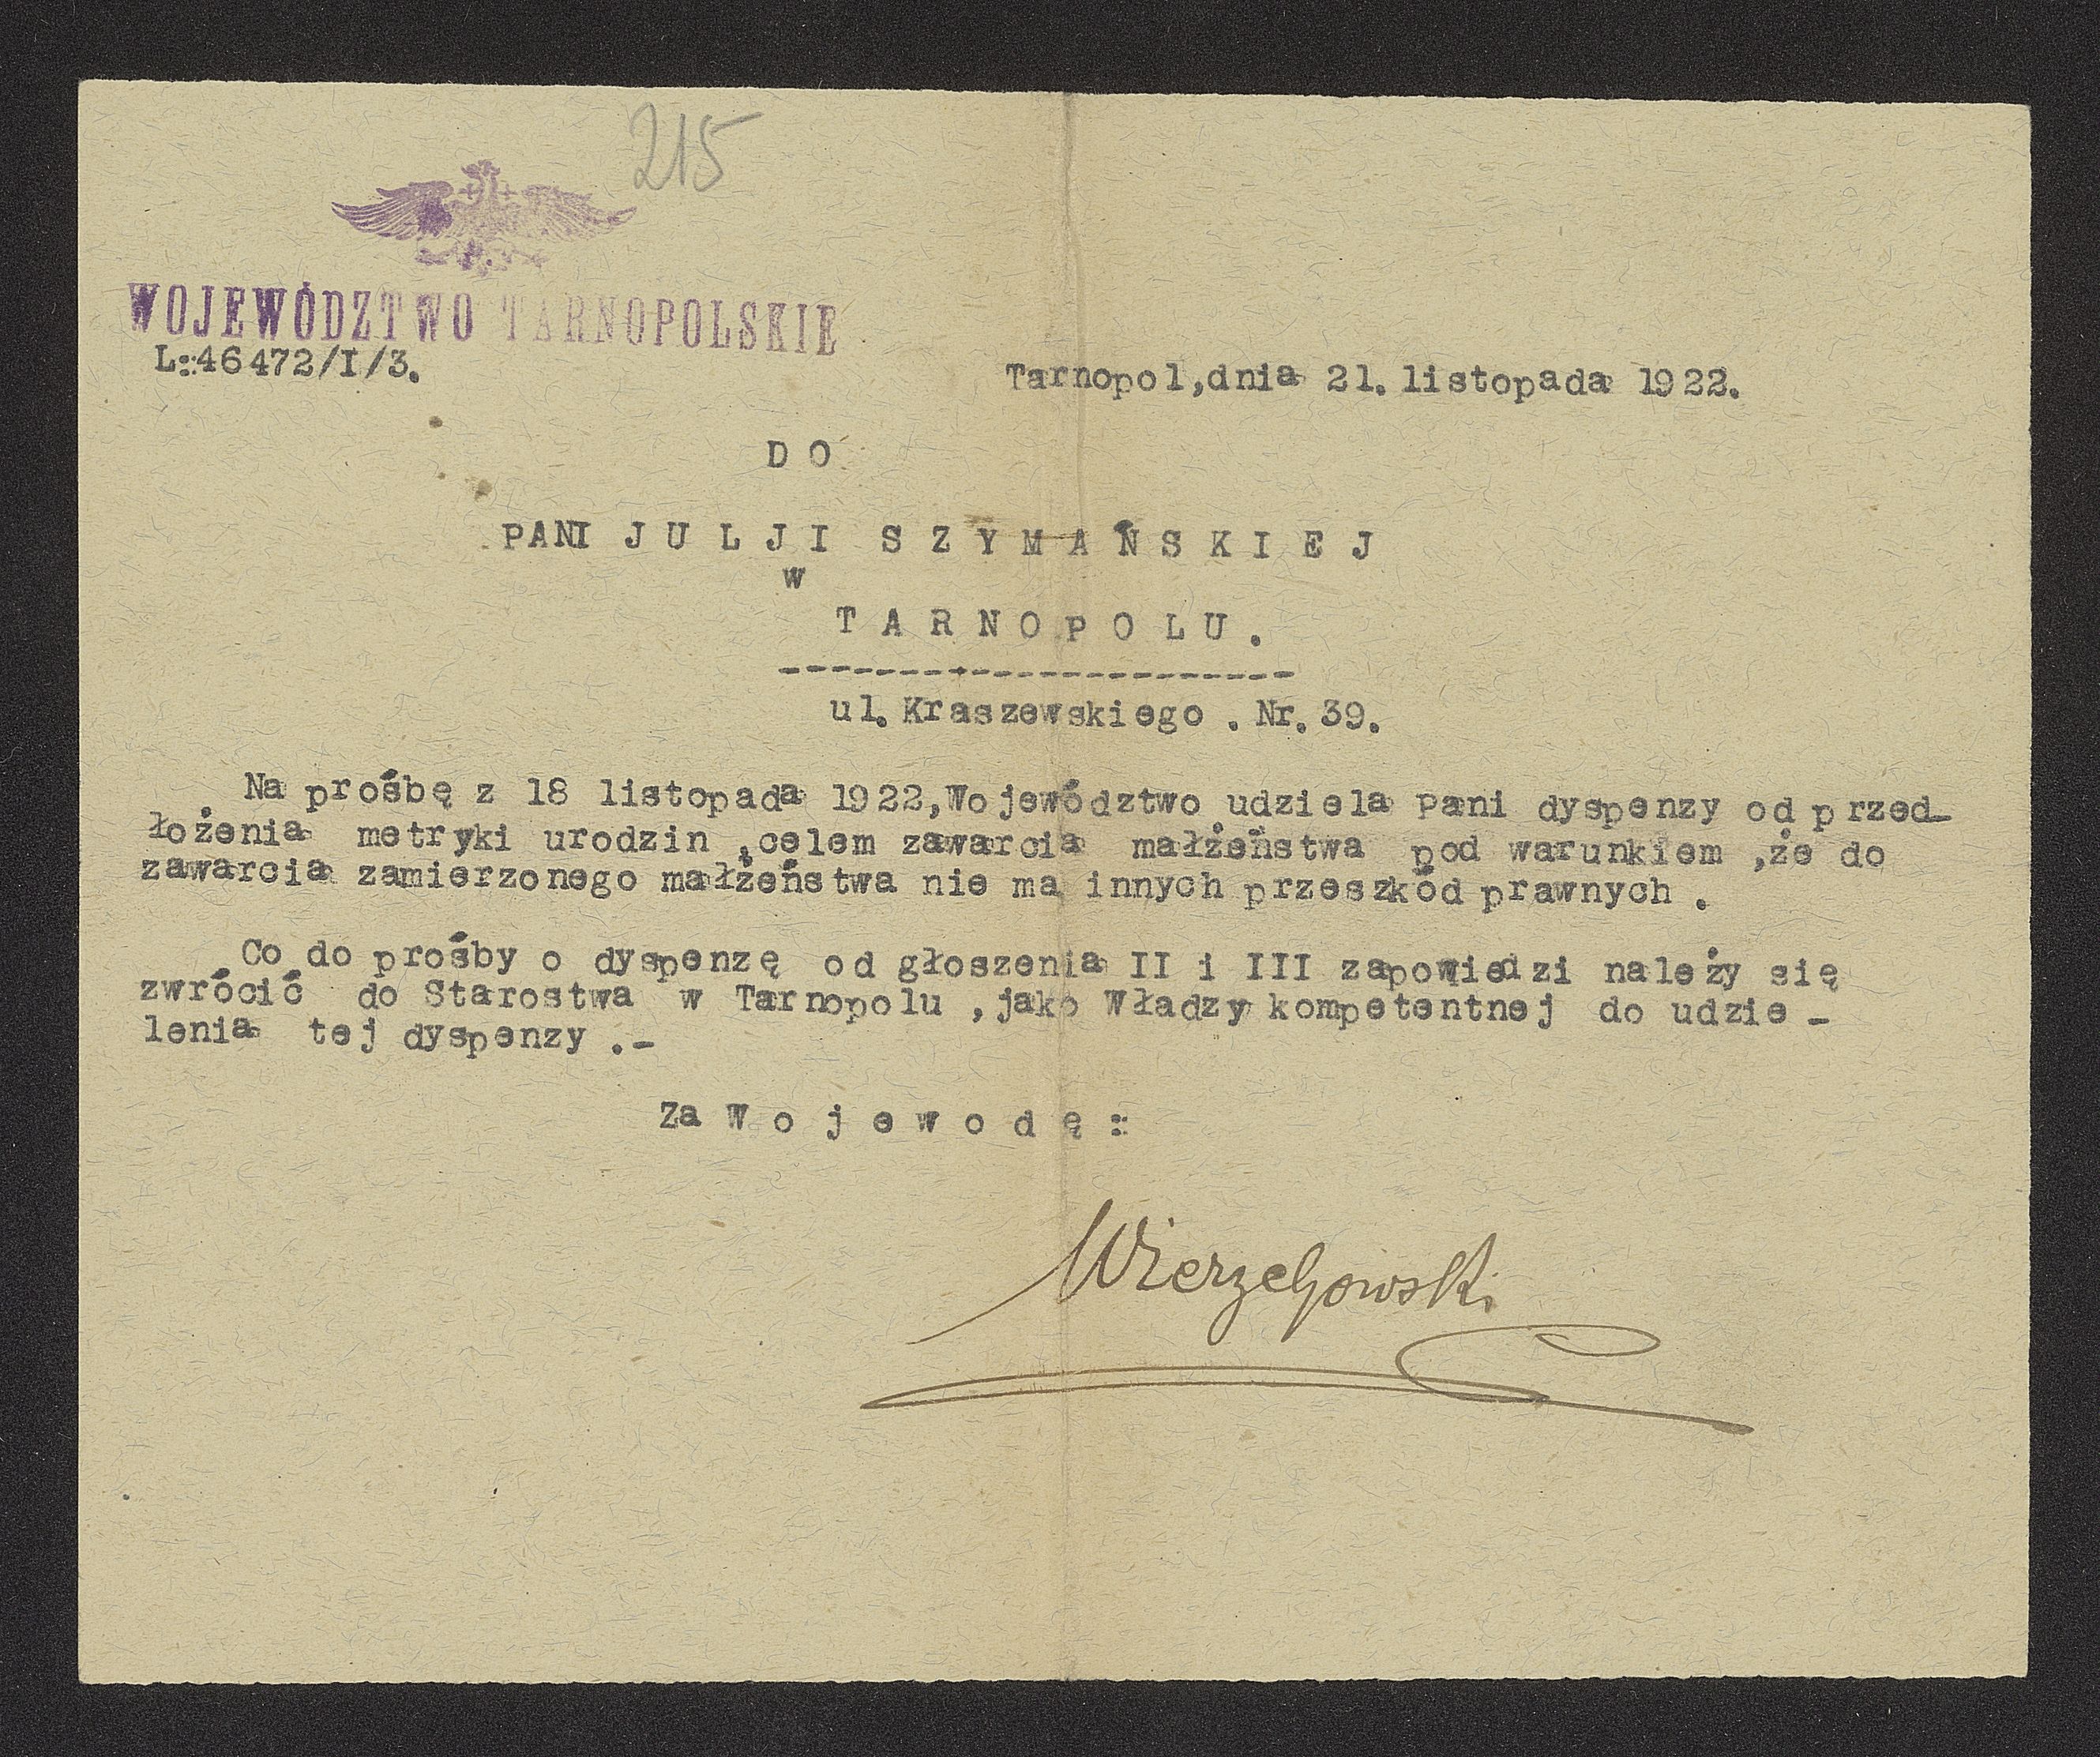 215
WOJEWÓDZTWO TARNOPOLSKIE
L:46472/I/3.
Tarnopol,dnia 21. listopada 1922.
DO
PANI JULJI SZYMAŃSKIEJ
w
TARNOPOLU.
----------------------
ul. Kraszewskiego . Nr. 39.
Na prośbę z 18 listopada 1922,Województwo udziela Pani dyspenzy od przed-
łożenia metryki urodzin ,celem zawarcia małżeństwa pod warunkiem ,że do
zawarcia zamierzonego małżeństwa nie ma innych przeszkód prawnych .
Co do prośby o dyspenzę od głoszenia II i III zapowiedzi należy się
zwrócić do Starostwa w Tarnopolu , jako Władzy kompetentnej do udzie -
lenia tej dyspenzy .-
Za Wojewodę:
Wierzchowski